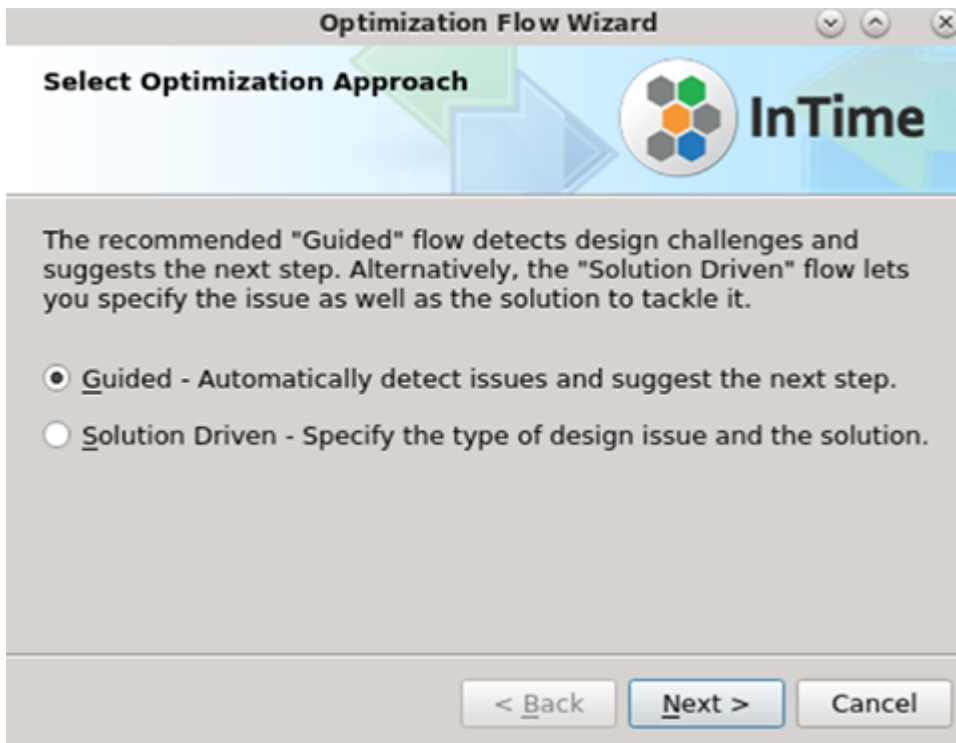 Optimization Flow Wizard
Select Optimization Approach
InTime
The recommended "Guided" flow detects design challenges and
suggests the next step. Alternatively, the "Solution Driven" flow lets
you specify the issue as well as the solution to tackle it.
Guided - Automatically detect issues and suggest the next step.
Solution Driven - Specify the type of design issue and the solution.
< Back
Next >
Cancel